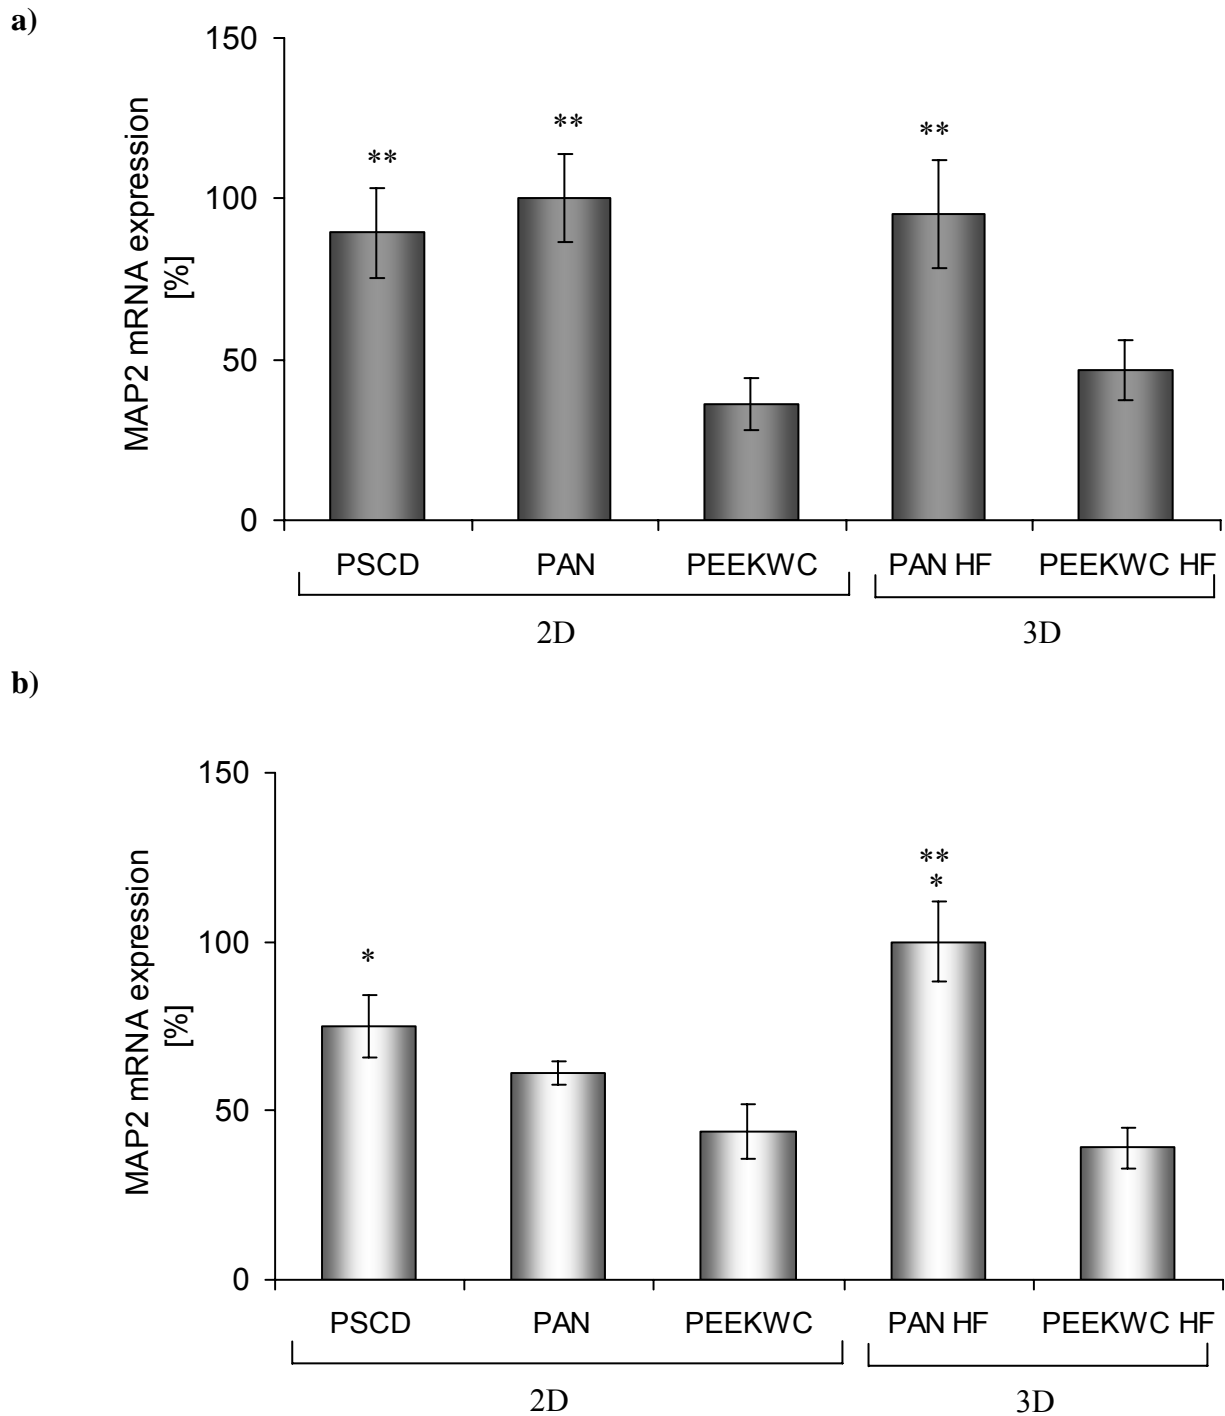 a)
150
100
50
0
MAP2 mRNA expression
[%]
**
**
**
PSCD PAN PEEKWC PAN HF PEEKWC HF
2D 3D
b)
150
100
50
0
MAP2 mRNA expression
[%]
*
**
*
PSCD PAN PEEKWC PAN HF PEEKWC HF
2D 3D